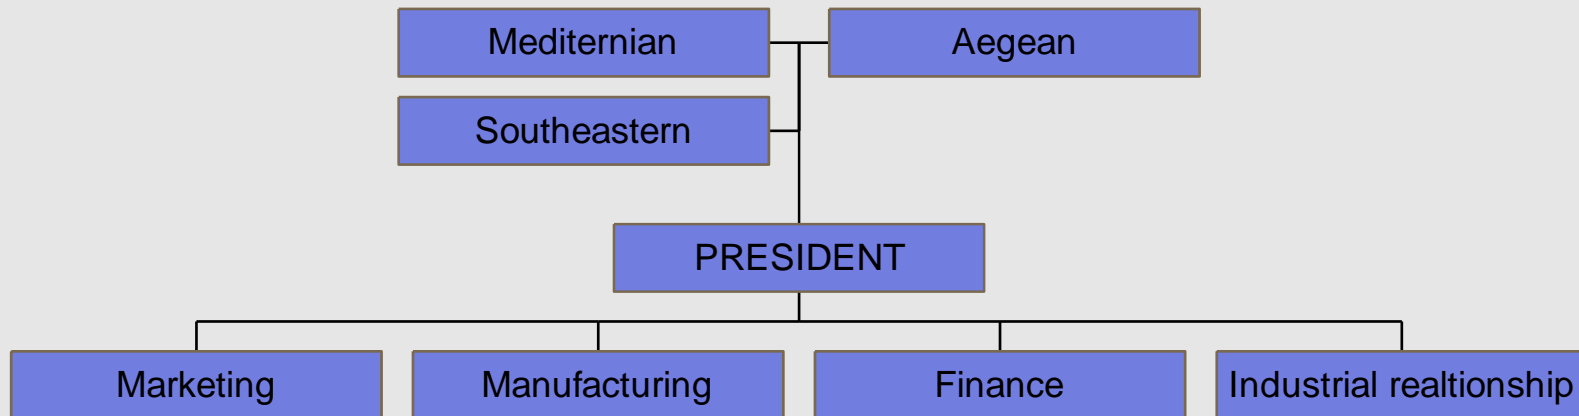 Mediternian
Aegean
Southeastern
PRESIDENT
Marketing
Manufacturing
Finance
Industrial realtionship